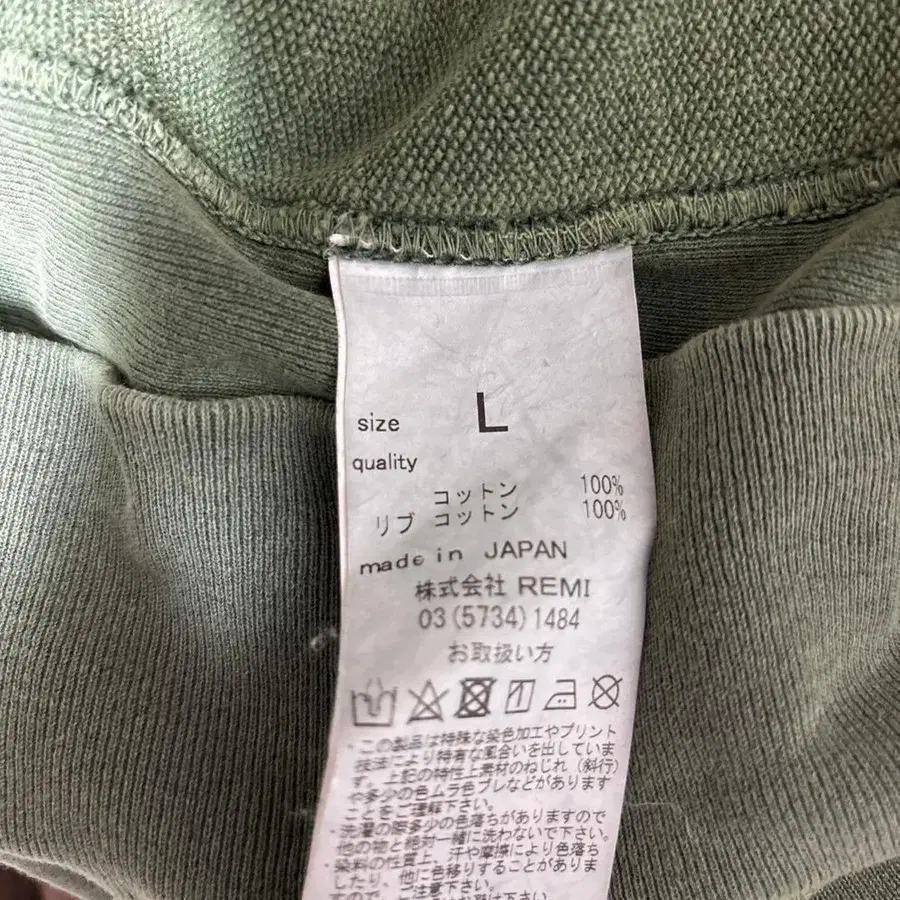 size L
quality
コットン 100%
リブ コットン 100%
made in JAPAN
株式会社 REMI
03(5734)1484
お取扱い方
・この製品は特殊な染色加工やプリント
技法により特有な風合いを出していま
す。上記の特性上素材のねじれ（斜行）
や多少の色ムラ色ブレなどがあります
ことをご理解下さい。
・洗濯の際多少の色落ちがありますので
他の物と絶対一緒に洗わないで下さい。
・染料の性質上、汗や摩擦により色落ち
したり、他に色移りすることがありま
すので、ご注意下さい。